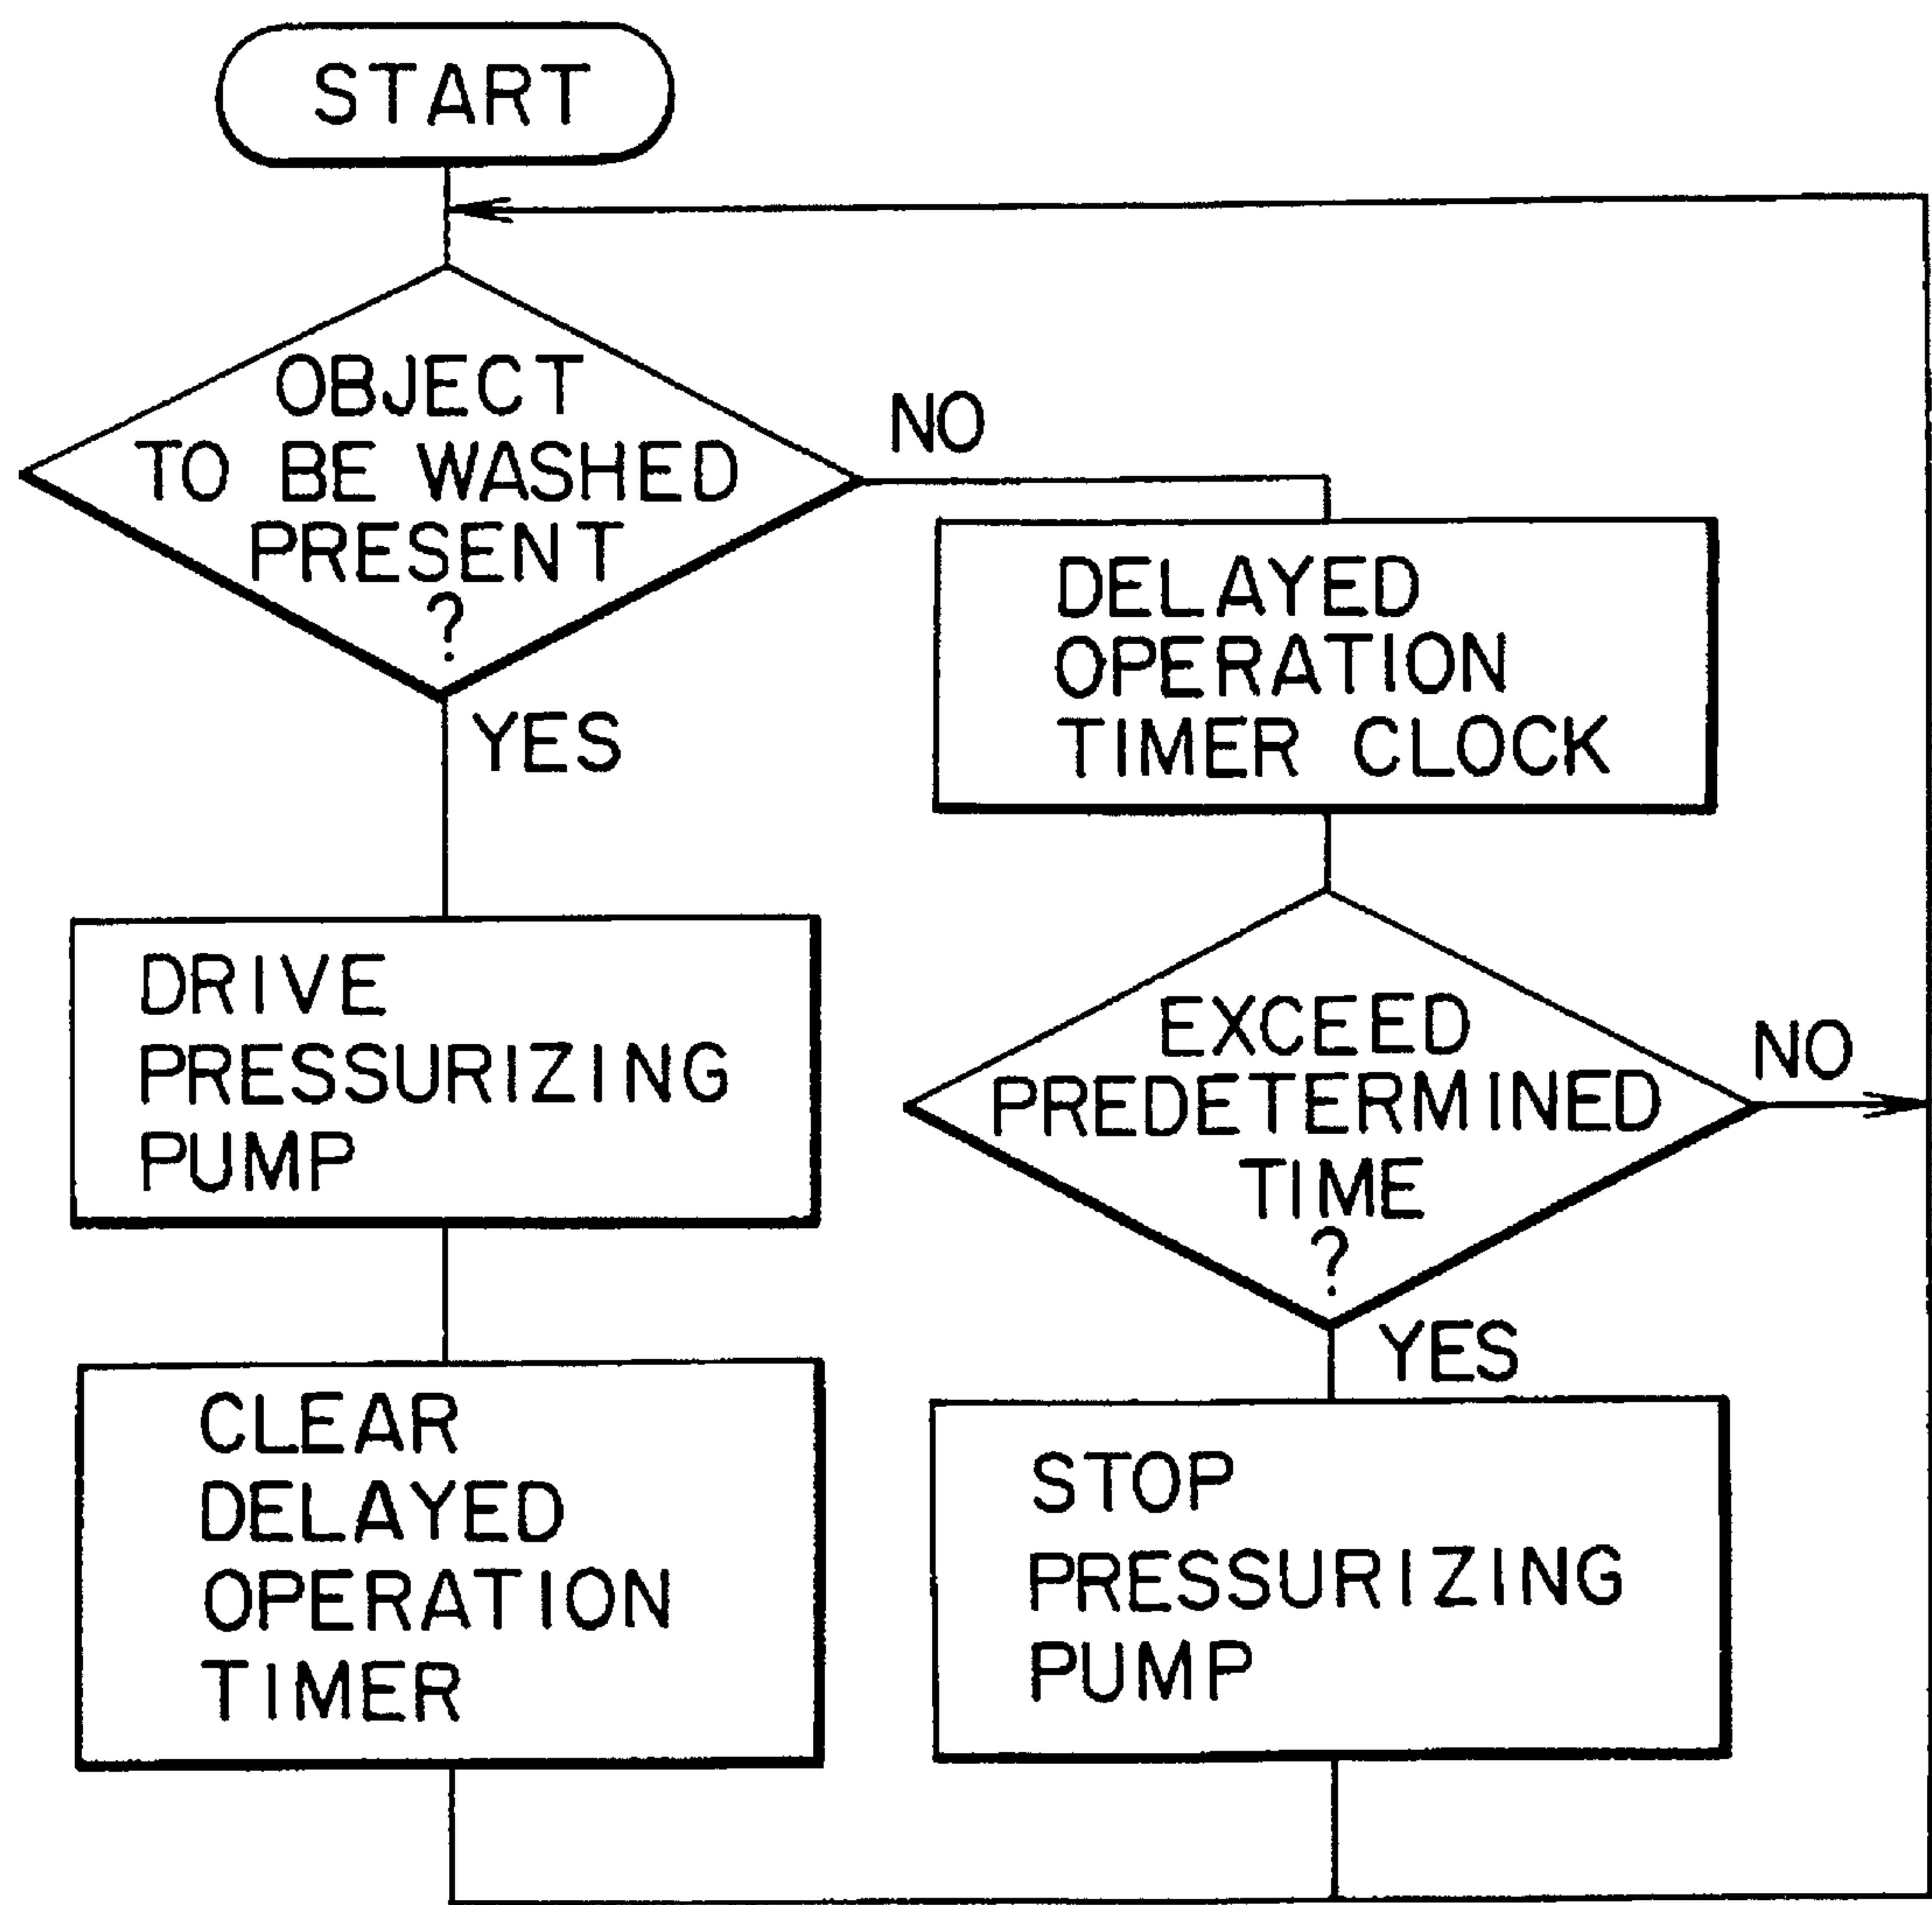 START
OBJECT
TO BE WASHED
PRESENT
?
NO
YES
DELAYED
OPERATION
TIMER CLOCK
DRIVE
PRESSURIZING
PUMP
EXCEED
PREDETERMINED
TIME
?
NO
YES
CLEAR
DELAYED
OPERATION
TIMER
STOP
PRESSURIZING
PUMP